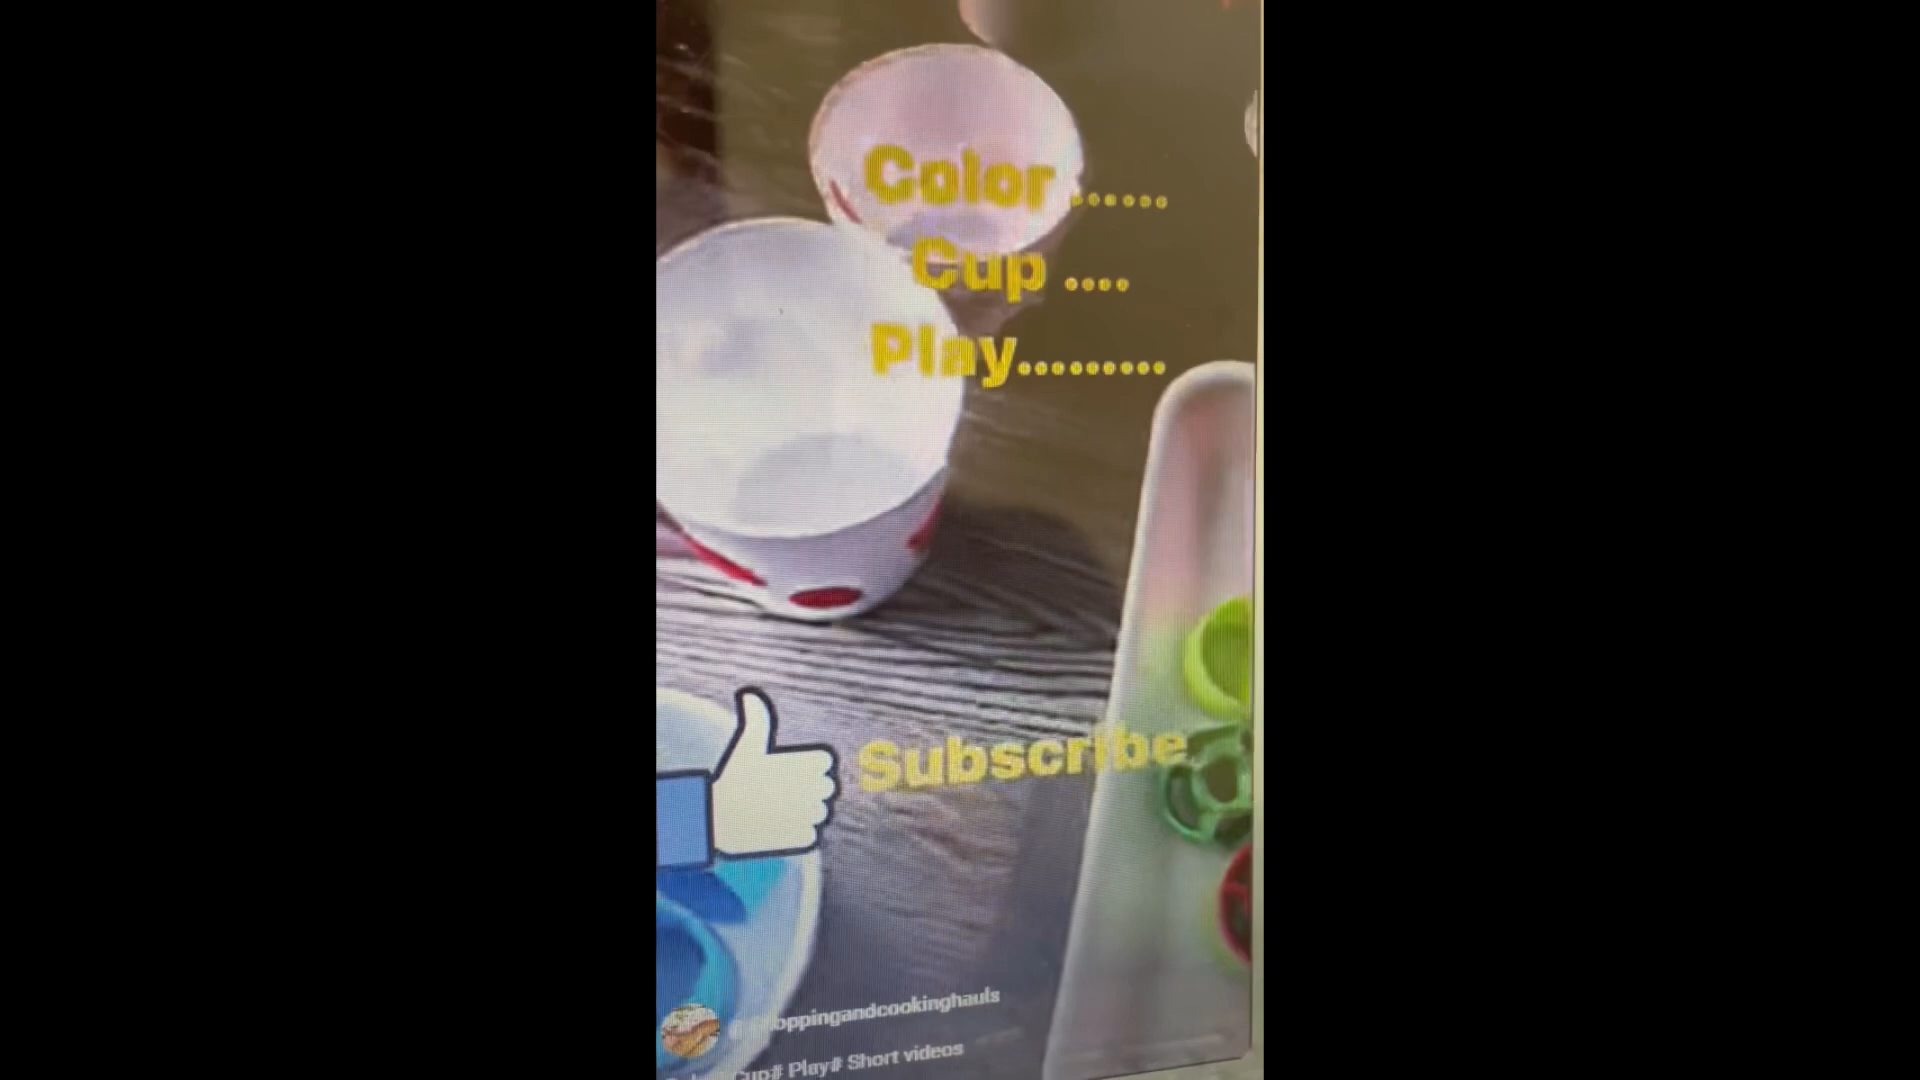 Color ......
Cup ....
Play.........
Subscribe
oppingandcookinghauls
Cup# Play# Short videos